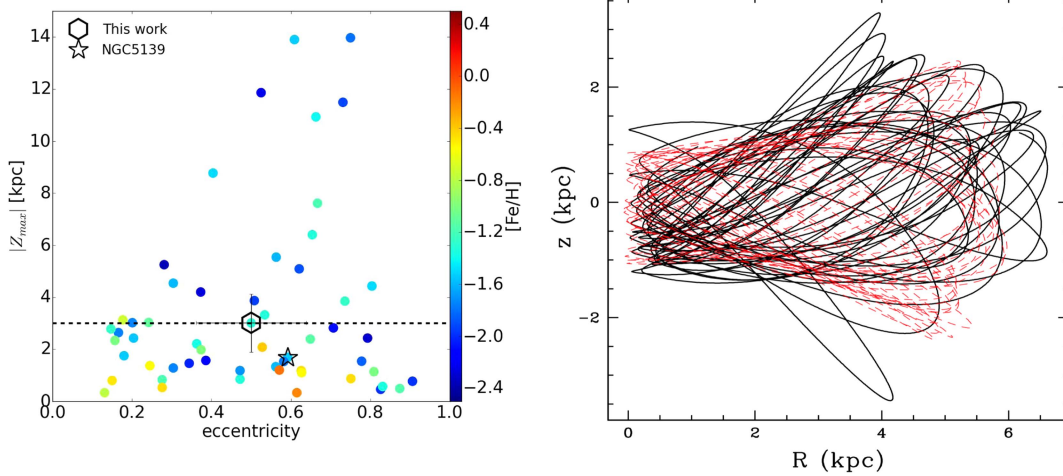 This work
NGC5139
|Z_max| [kpc]
14
12
10
8
6
4
2
0
0.0 0.2 0.4 0.6 0.8 1.0
eccentricity
0.4
0.0
−0.4
−0.8
−1.2
−1.6
−2.0
−2.4
[Fe/H]
z (kpc)
2
0
−2
0 2 4 6
R (kpc)